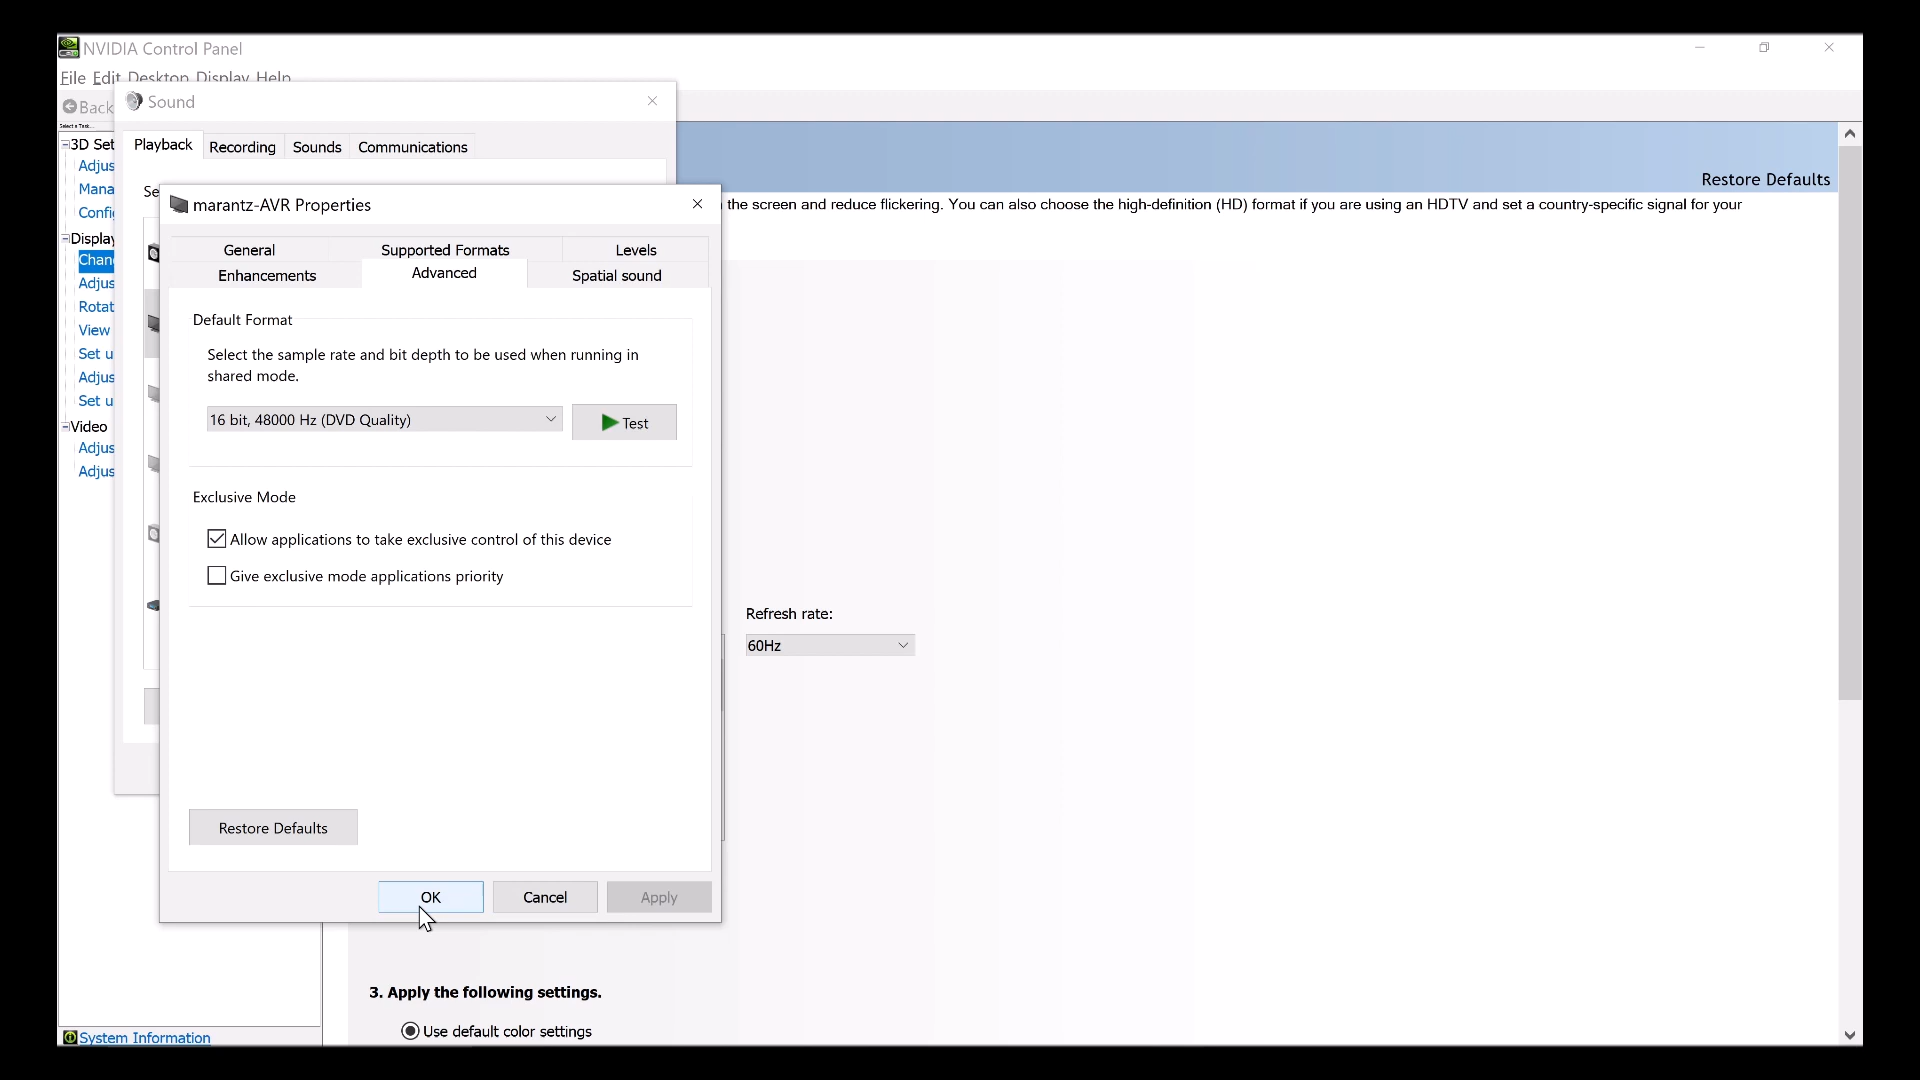 NVIDIA Control Panel
File Edit Desktop Display Help
Back
Sound
Select a Task...
3D Set
Playback
Recording
Sounds
Communications
Adjus
Restore Defaults
Mana
Se
marantz-AVR Properties
the screen and reduce flickering. You can also choose the high-definition (HD) format if you are using an HDTV and set a country-specific signal for your
Confi
Display
General
Supported Formats
Levels
Chan
Enhancements
Advanced
Spatial sound
Adjus
Rotat
Default Format
View
Set u
Select the sample rate and bit depth to be used when running in
shared mode.
Adjus
Set u
16 bit, 48000 Hz (DVD Quality)
Test
Video
Adjus
Adjus
Exclusive Mode
Allow applications to take exclusive control of this device
Give exclusive mode applications priority
Refresh rate:
60Hz
Restore Defaults
OK
Cancel
Apply
3. Apply the following settings.
Use default color settings
System Information